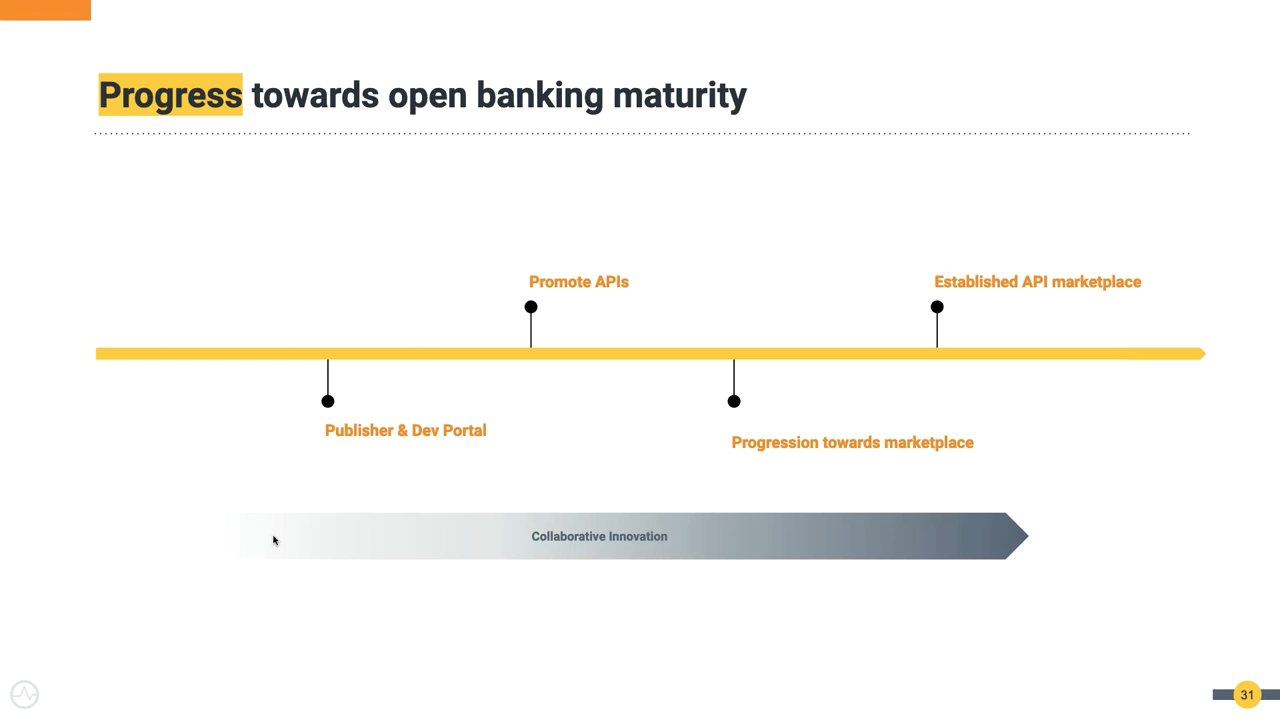 Progress towards open banking maturity
Promote APIs
Established API marketplace
Publisher & Dev Portal
Progression towards marketplace
Collaborative Innovation
31